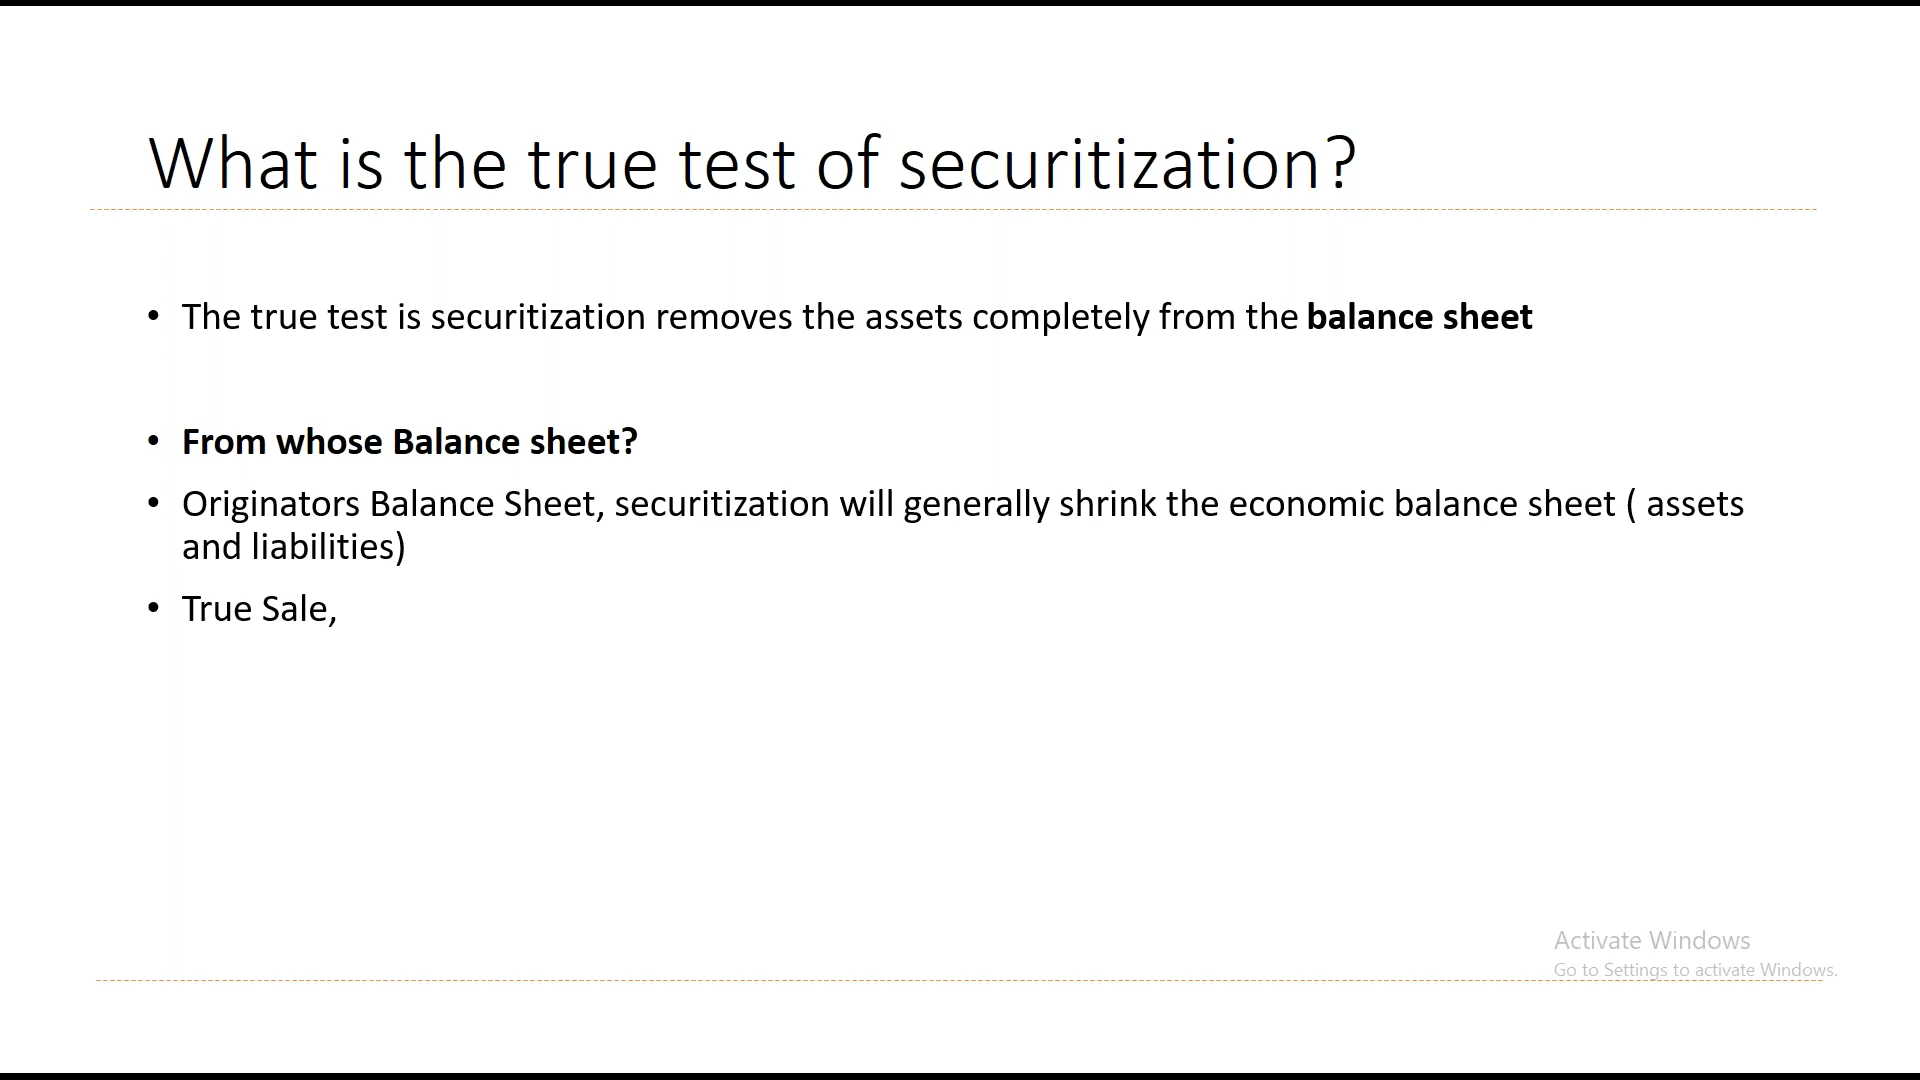 What is the true test of securitization?
• The true test is securitization removes the assets completely from the balance sheet
• From whose Balance sheet?
• Originators Balance Sheet, securitization will generally shrink the economic balance sheet ( assets
and liabilities)
• True Sale,
Activate Windows
Go to Settings to activate Windows.